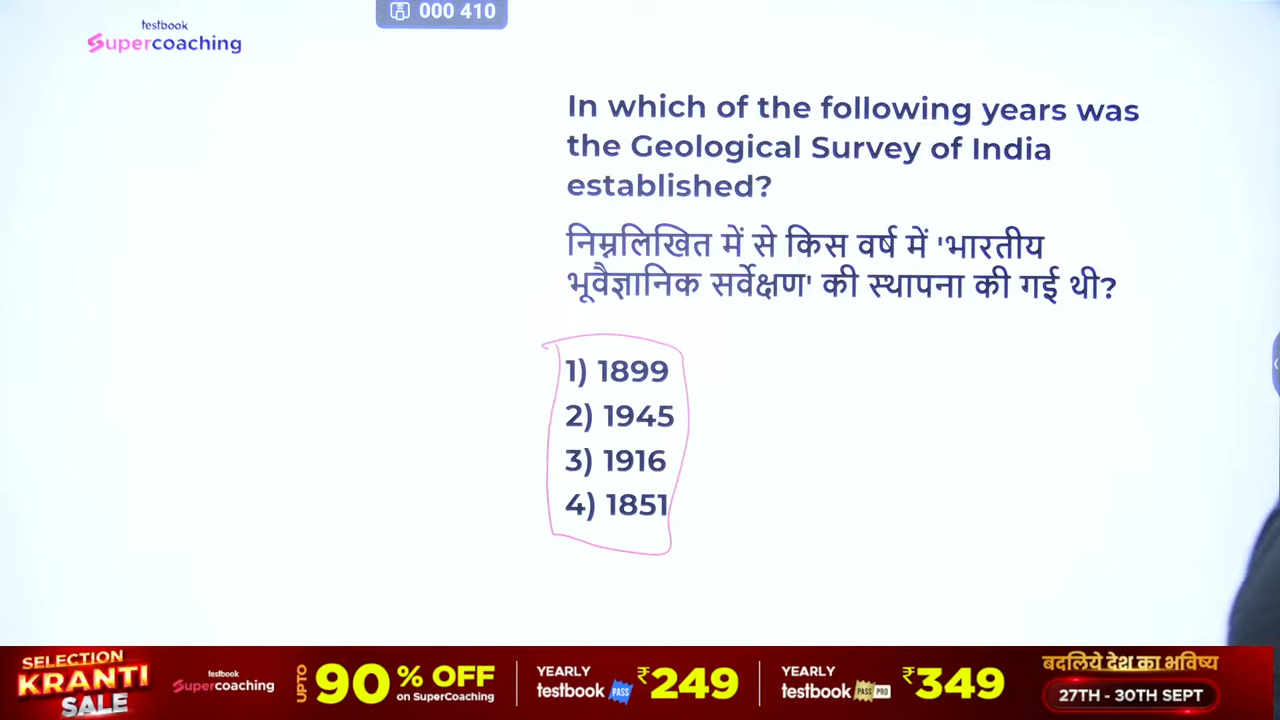 testbook
Supercoaching
000 410
In which of the following years was
the Geological Survey of India
established?
निम्नलिखित में से किस वर्ष में 'भारतीय
भूवैज्ञानिक सर्वेक्षण' की स्थापना की गई थी?
1) 1899
2) 1945
3) 1916
4) 1851
SELECTION
KRANTI
SALE
testbook
Supercoaching
UPTO
90% OFF
on SuperCoaching
YEARLY
testbook PASS
₹249
YEARLY
testbook PASS PRO
₹349
बदलिये देश का भविष्य
27TH - 30TH SEPT